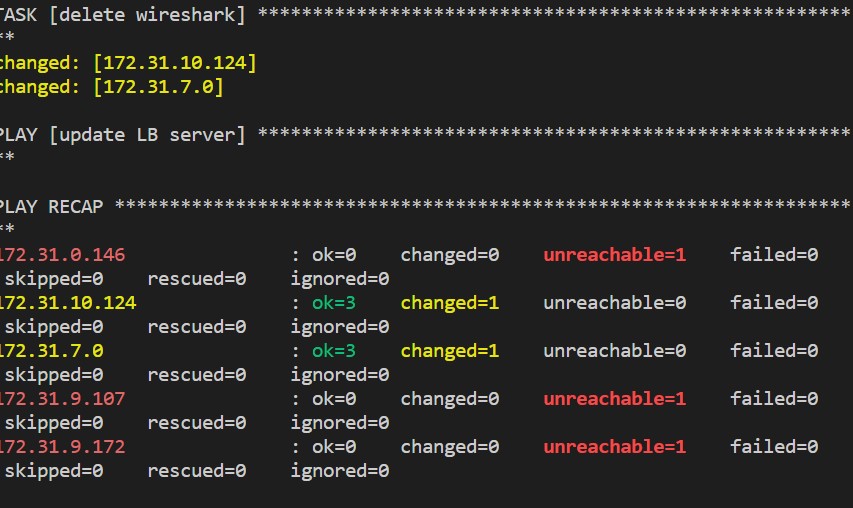 TASK [delete wireshark] ******************************************************
**
changed: [172.31.10.124]
changed: [172.31.7.0]
PLAY [update LB server] ******************************************************
**
PLAY RECAP *******************************************************************
**
172.31.0.146               : ok=0    changed=0    unreachable=1    failed=0
skipped=0    rescued=0    ignored=0
172.31.10.124              : ok=3    changed=1    unreachable=0    failed=0
skipped=0    rescued=0    ignored=0
172.31.7.0                 : ok=3    changed=1    unreachable=0    failed=0
skipped=0    rescued=0    ignored=0
172.31.9.107               : ok=0    changed=0    unreachable=1    failed=0
skipped=0    rescued=0    ignored=0
172.31.9.172               : ok=0    changed=0    unreachable=1    failed=0
skipped=0    rescued=0    ignored=0